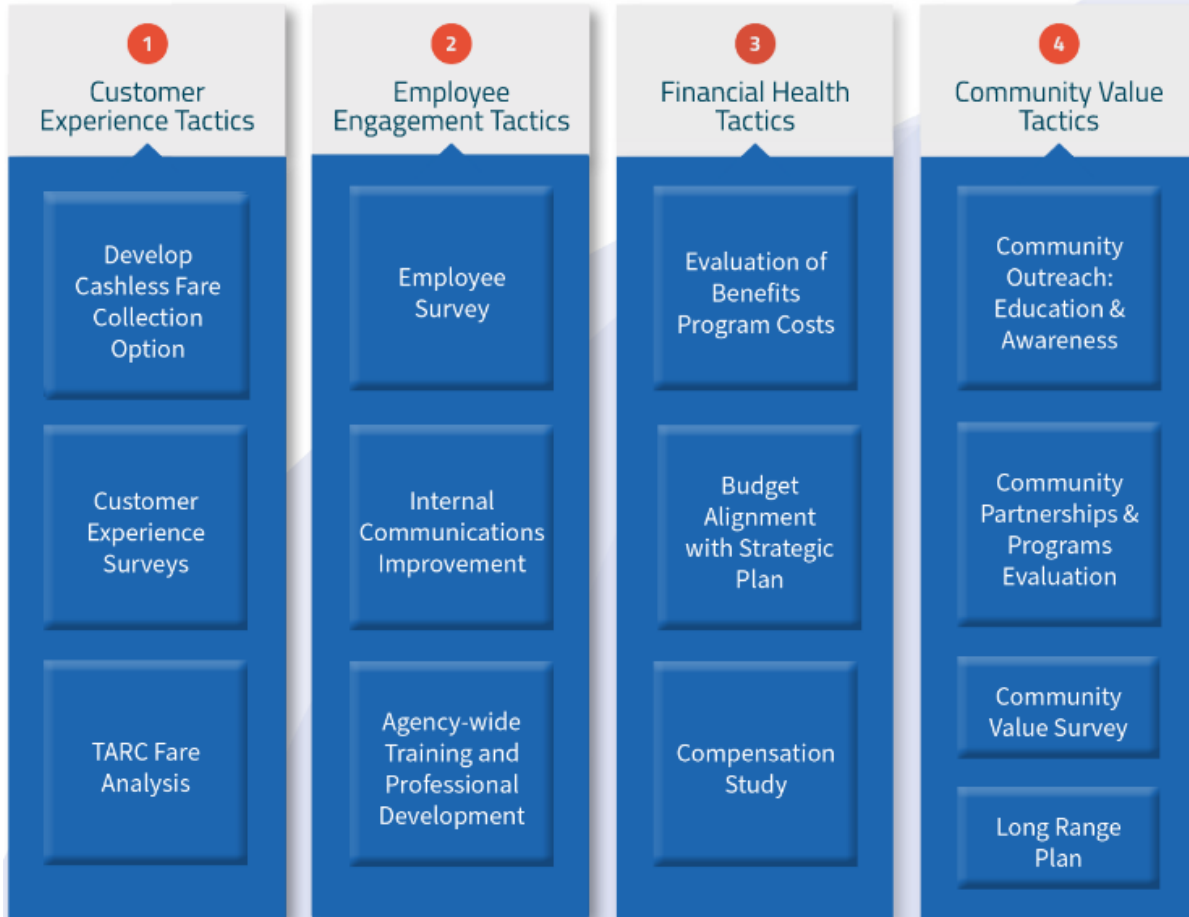 1
Customer
Experience Tactics
Develop
Cashless Fare
Collection
Option
Customer
Experience
Surveys
TARC Fare
Analysis
2
Employee
Engagement Tactics
Employee
Survey
Internal
Communications
Improvement
Agency-wide
Training and
Professional
Development
3
Financial Health
Tactics
Evaluation of
Benefits
Program Costs
Budget
Alignment
with Strategic
Plan
Compensation
Study
4
Community Value
Tactics
Community
Outreach:
Education &
Awareness
Community
Partnerships &
Programs
Evaluation
Community
Value Survey
Long Range
Plan